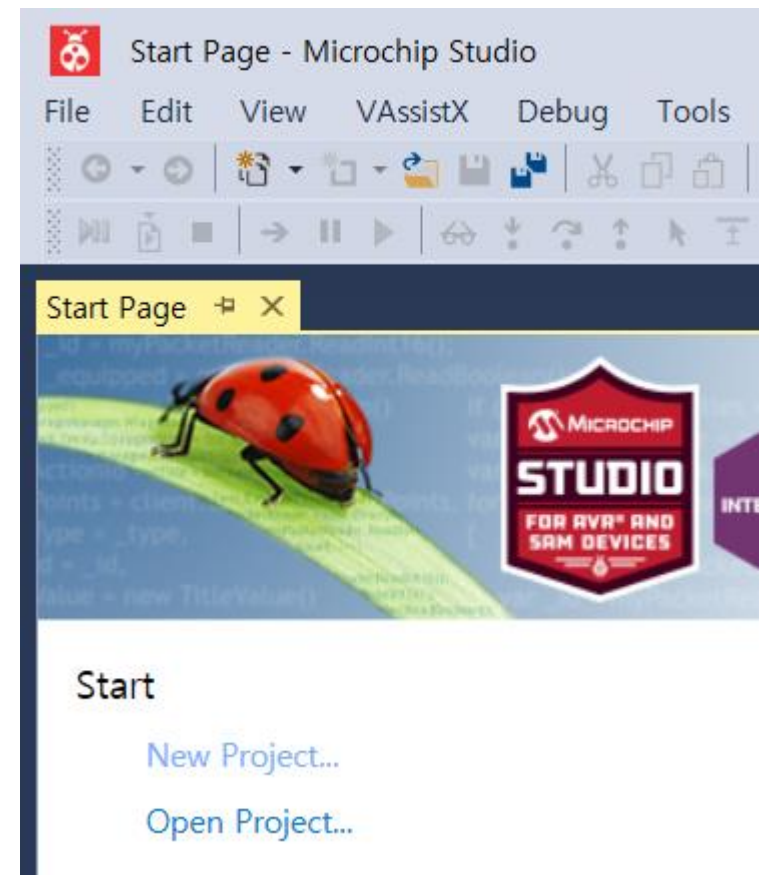 Start Page - Microchip Studio
File Edit View VAssistX Debug Tools
Start Page
MICROCHIP
STUDIO
FOR AVR® AND
SAM DEVICES
INTE
Start
New Project...
Open Project...